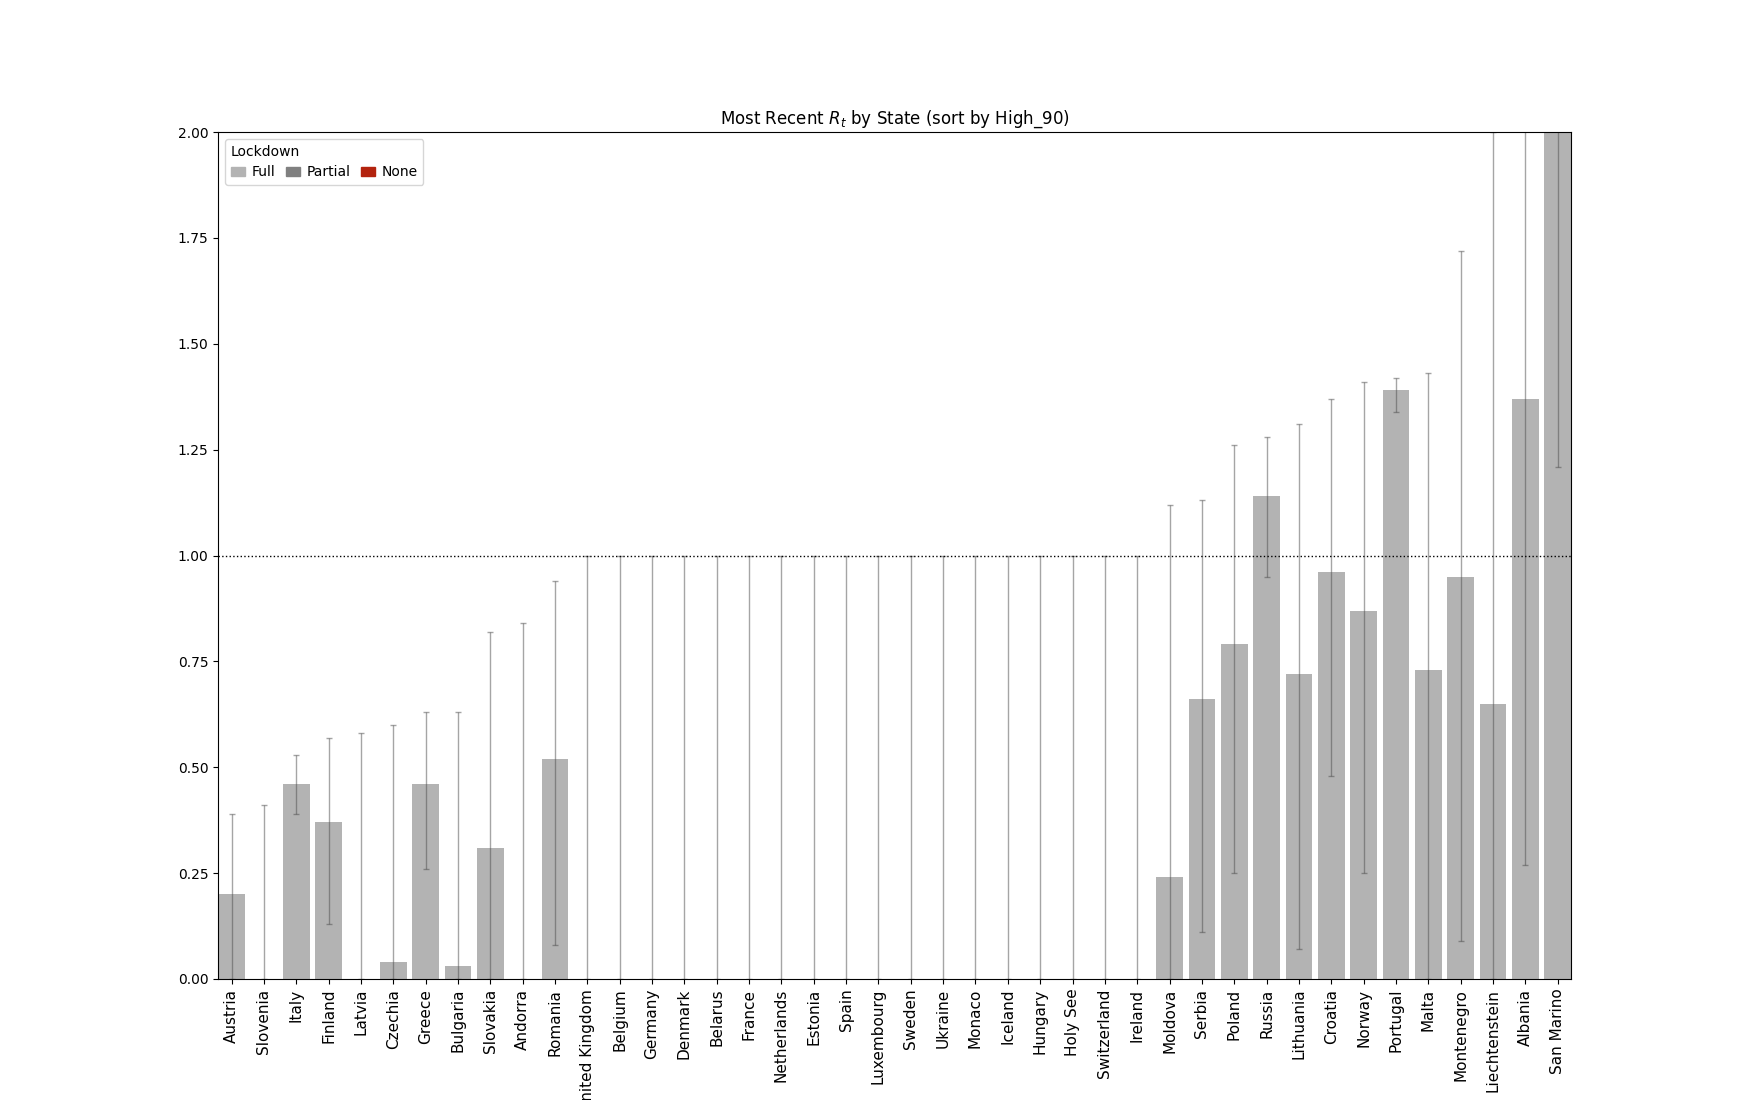 Most Recent Rt by State (sort by High_90)
Lockdown
Full Partial None
2.00
1.75
1.50
1.25
1.00
0.75
0.50
0.25
0.00
Austria
Slovenia
Italy
Finland
Latvia
Czechia
Greece
Bulgaria
Slovakia
Andorra
Romania
nited Kingdom
Belgium
Germany
Denmark
Belarus
France
Netherlands
Estonia
Spain
Luxembourg
Sweden
Ukraine
Monaco
Iceland
Hungary
Holy See
Switzerland
Ireland
Moldova
Serbia
Poland
Russia
Lithuania
Croatia
Norway
Portugal
Malta
Montenegro
Liechtenstein
Albania
San Marino